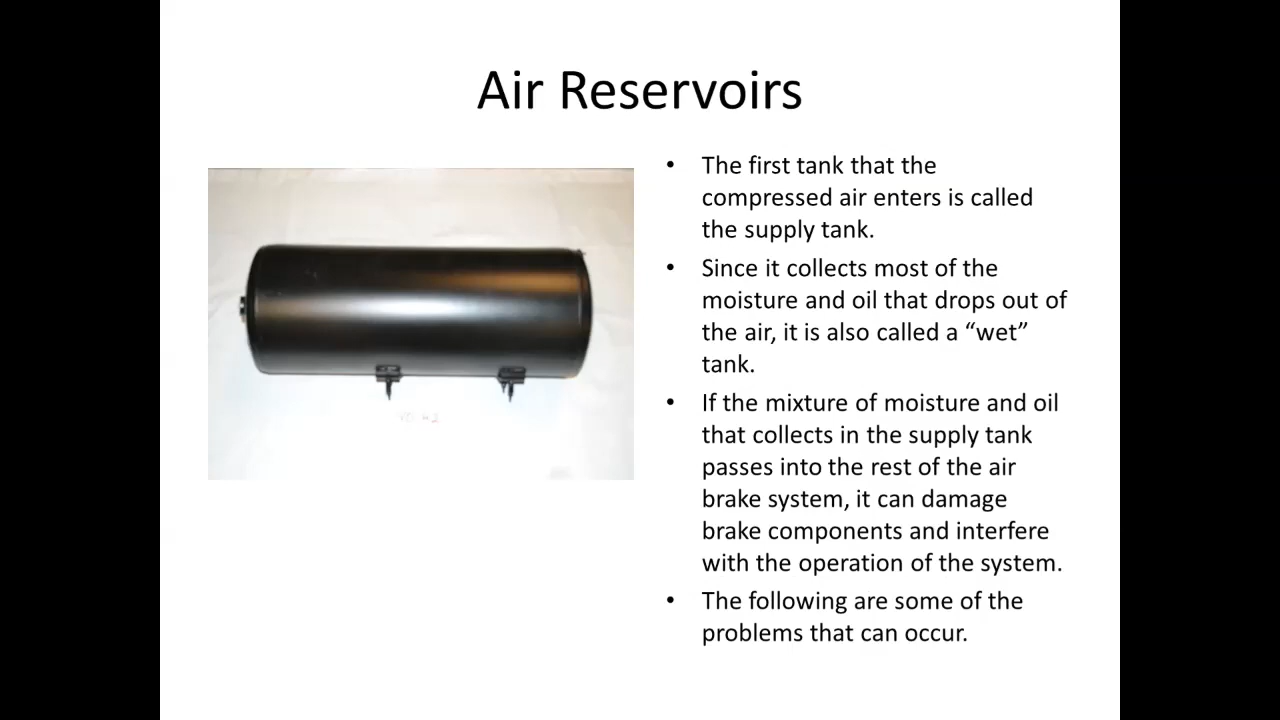 Air Reservoirs
• The first tank that the
compressed air enters is called
the supply tank.
• Since it collects most of the
moisture and oil that drops out of
the air, it is also called a “wet”
tank.
• If the mixture of moisture and oil
that collects in the supply tank
passes into the rest of the air
brake system, it can damage
brake components and interfere
with the operation of the system.
• The following are some of the
problems that can occur.